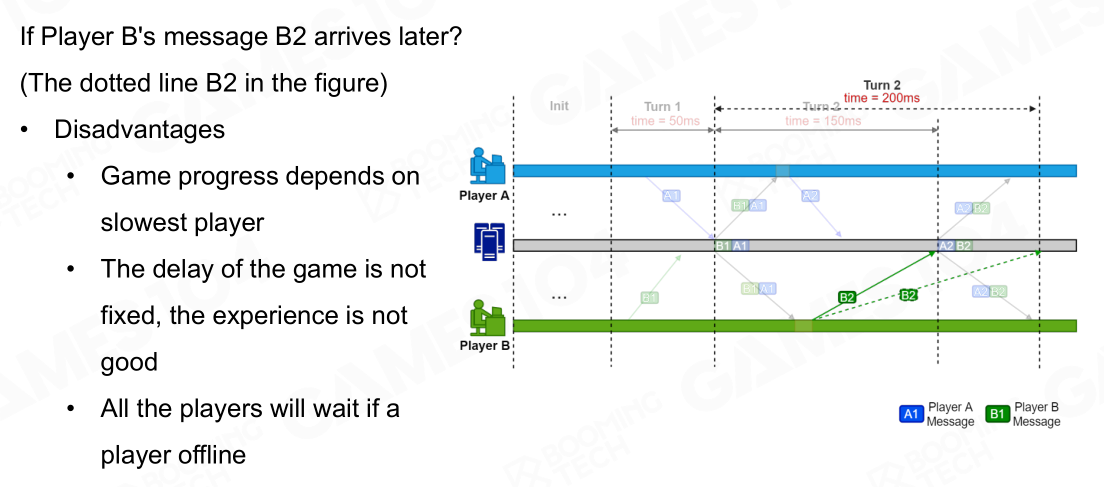 If Player B's message B2 arrives later?
(The dotted line B2 in the figure)
• Disadvantages
• Game progress depends on
slowest player
• The delay of the game is not
fixed, the experience is not
good
• All the players will wait if a
player offline
Turn 2
time = 200ms
Init
Turn 1
Turn 2
time = 50ms
time = 150ms
Player A
A1
B1 A1
A2
A2 B2
...
B1 A1
A2 B2
...
B1
B1 A1
B2
B2
A2 B2
Player B
A1 Player A
Message
B1 Player B
Message
GAMES104
BOOMING
TECH